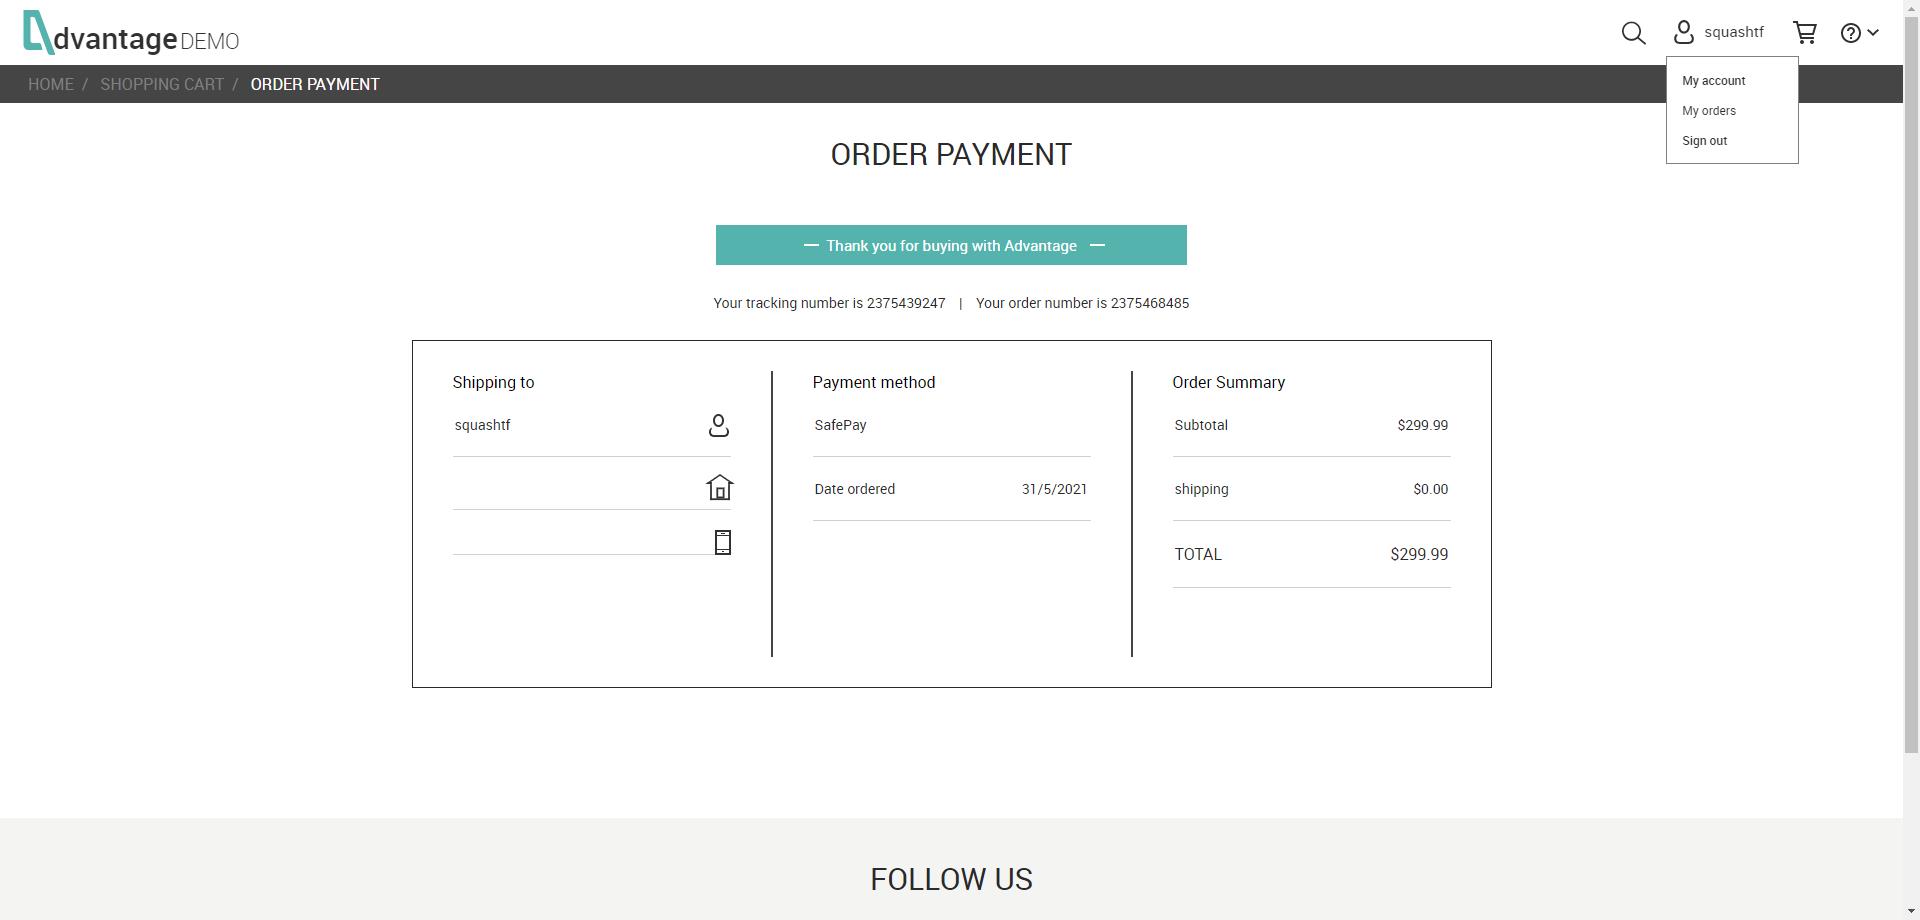 dvantage DEMO
squashtf
HOME / SHOPPING CART / ORDER PAYMENT
My account
My orders
Sign out
ORDER PAYMENT
— Thank you for buying with Advantage —
Your tracking number is 2375439247 | Your order number is 2375468485
Shipping to
squashtf
Payment method
SafePay
Date ordered 31/5/2021
Order Summary
Subtotal $299.99
shipping $0.00
TOTAL $299.99
FOLLOW US